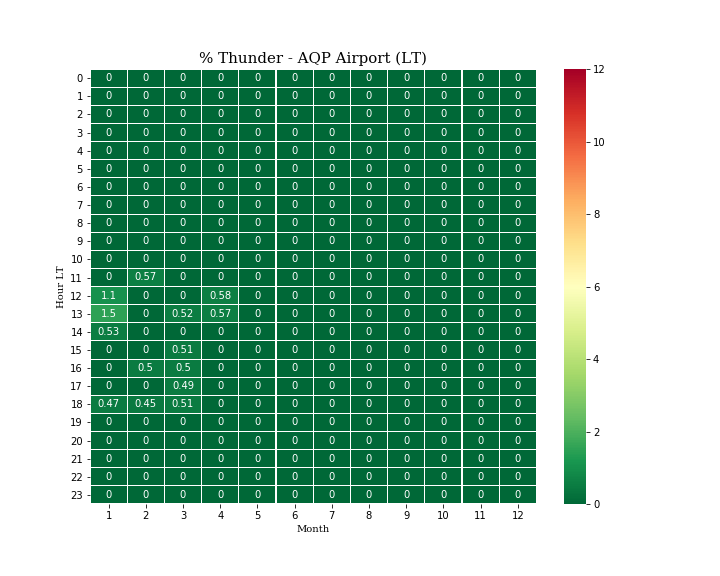 % Thunder - AQP Airport (LT)
0 0 0 0 0 0 0 0 0 0 0 0 0
1 0 0 0 0 0 0 0 0 0 0 0 0
2 0 0 0 0 0 0 0 0 0 0 0 0
3 0 0 0 0 0 0 0 0 0 0 0 0
4 0 0 0 0 0 0 0 0 0 0 0 0
5 0 0 0 0 0 0 0 0 0 0 0 0
6 0 0 0 0 0 0 0 0 0 0 0 0
7 0 0 0 0 0 0 0 0 0 0 0 0
8 0 0 0 0 0 0 0 0 0 0 0 0
9 0 0 0 0 0 0 0 0 0 0 0 0
10 0 0 0 0 0 0 0 0 0 0 0 0
11 0 0.57 0 0 0 0 0 0 0 0 0 0
12 1.1 0 0 0.58 0 0 0 0 0 0 0 0
13 1.5 0 0.52 0.57 0 0 0 0 0 0 0 0
14 0.53 0 0 0 0 0 0 0 0 0 0 0
15 0 0 0.51 0 0 0 0 0 0 0 0 0
16 0 0.5 0.5 0 0 0 0 0 0 0 0 0
17 0 0 0.49 0 0 0 0 0 0 0 0 0
18 0.47 0.45 0.51 0 0 0 0 0 0 0 0 0
19 0 0 0 0 0 0 0 0 0 0 0 0
20 0 0 0 0 0 0 0 0 0 0 0 0
21 0 0 0 0 0 0 0 0 0 0 0 0
22 0 0 0 0 0 0 0 0 0 0 0 0
23 0 0 0 0 0 0 0 0 0 0 0 0
1 2 3 4 5 6 7 8 9 10 11 12
Month
Hour LT
12
10
8
6
4
2
0